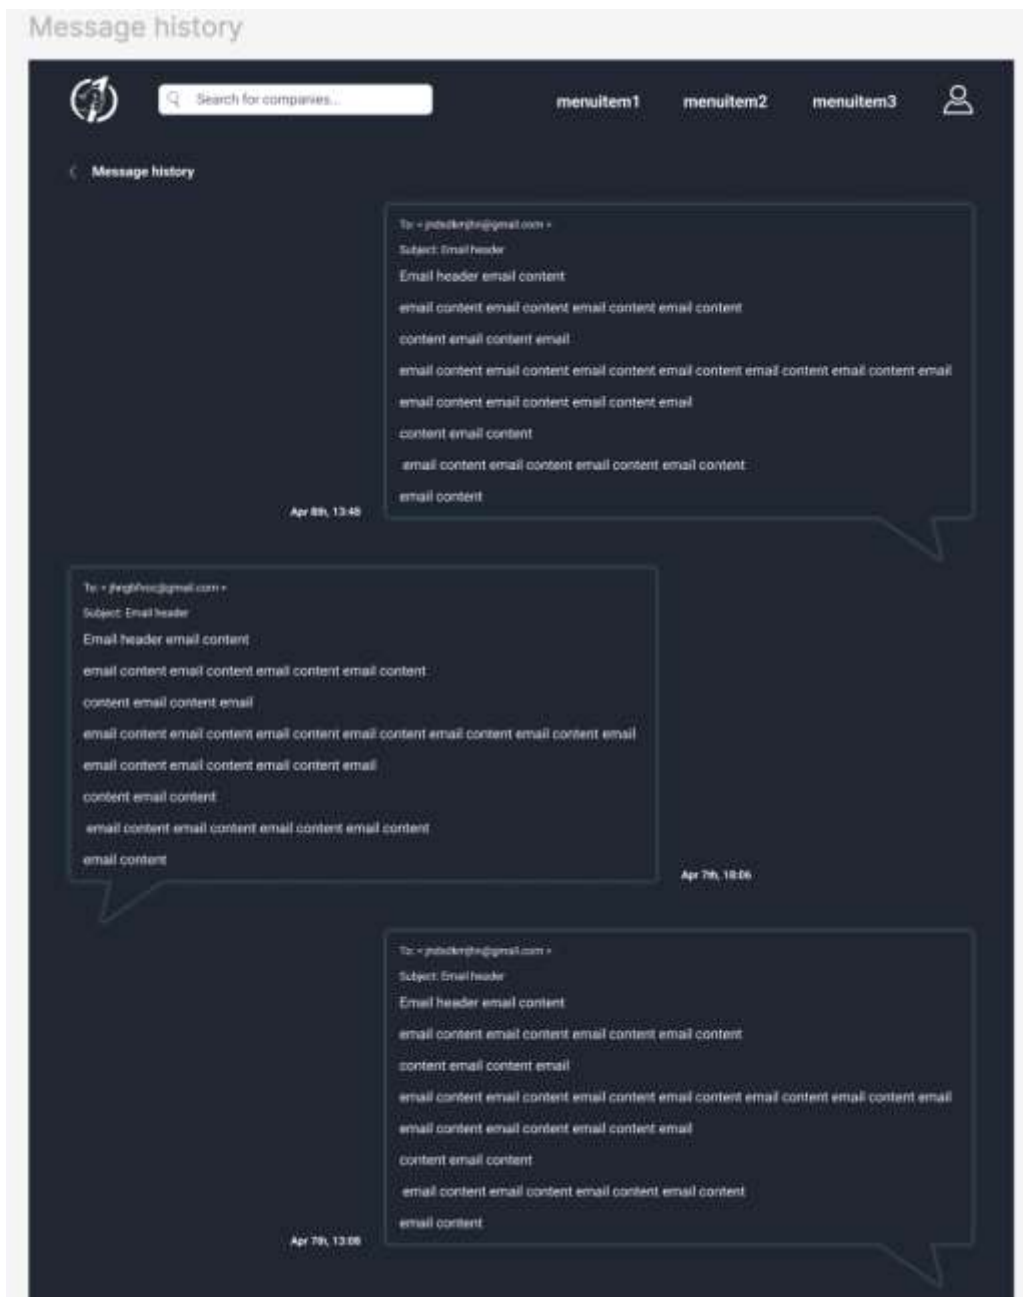 Message history
Search for companies...
menuitem1 menuitem2 menuitem3
Message history
Subject: Email header
Email header email content
email content email content email content email content
content email content email
email content email content email content email content email content email content email
email content email content email content email
content email content
email content email content email content email content
email content
Apr 8th, 13:48
Subject: Email header
Email header email content
email content email content email content email content
content email content email
email content email content email content email content email content email content email
email content email content email content email
content email content
email content email content email content email content
email content
Apr 7th, 18:06
Subject: Email header
Email header email content
email content email content email content email content
content email content email
email content email content email content email content email content email content email
email content email content email content email
content email content
email content email content email content email content
email content
Apr 7th, 13:08